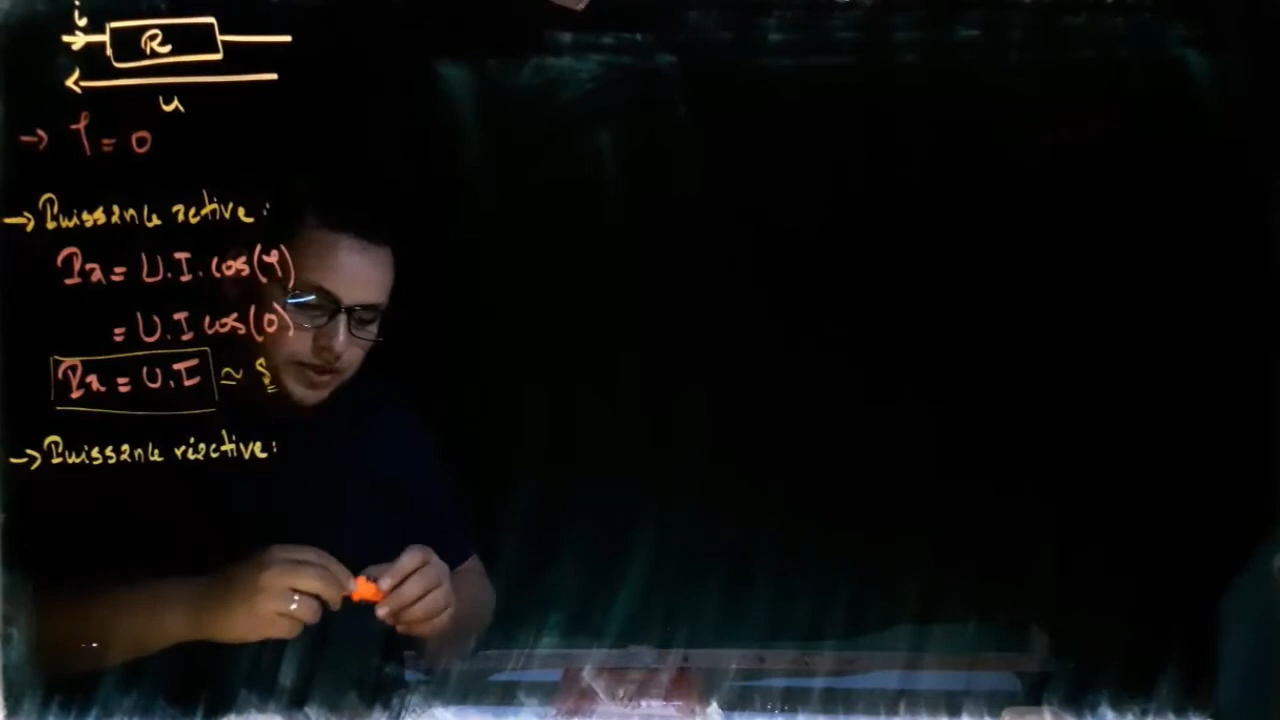 i
R
u
→ φ = 0
→ Puissance active:
Pa = U.I.cos(φ)
= U.I cos(0)
Pa = U.I ≃ S
→ Puissance réactive: